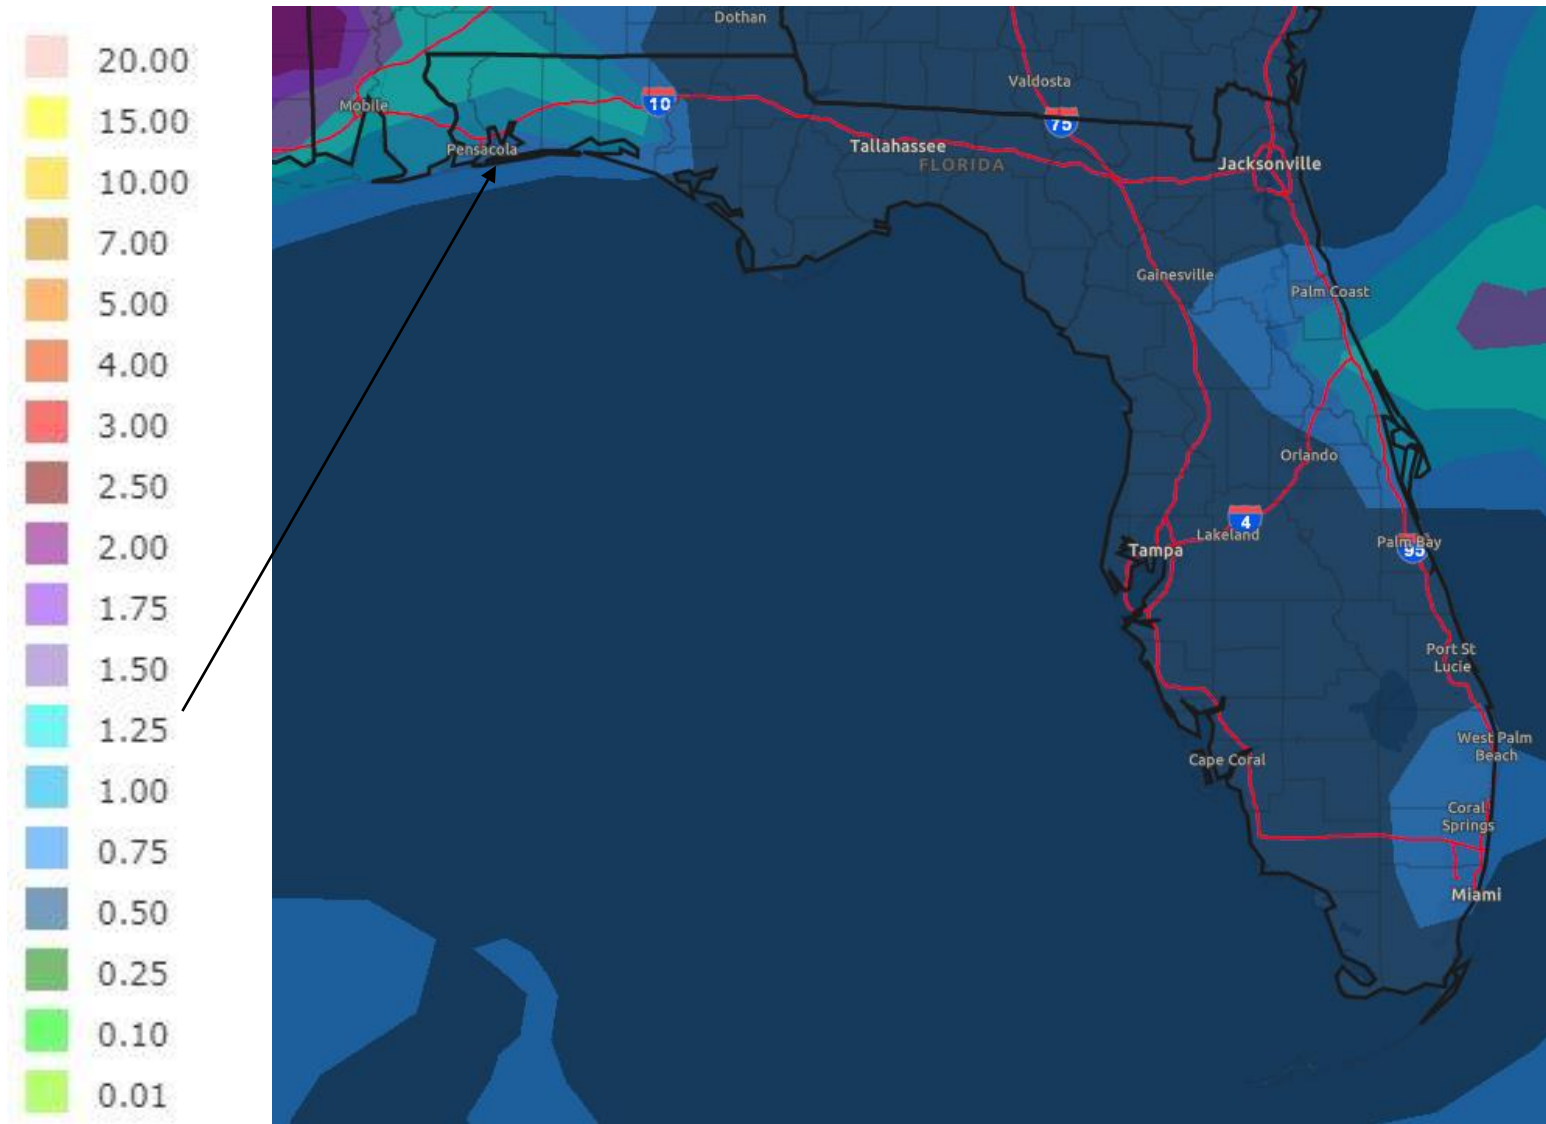 20.00
15.00
10.00
7.00
5.00
4.00
3.00
2.50
2.00
1.75
1.50
1.25
1.00
0.75
0.50
0.25
0.10
0.01
Dothan
Valdosta
Mobile
10
75
Pensacola
Tallahassee
FLORIDA
Jacksonville
Gainesville
Palm Coast
Orlando
4
Lakeland
Tampa
Palm Bay
95
Port St
Lucie
West Palm
Beach
Cape Coral
Coral
Springs
Miami